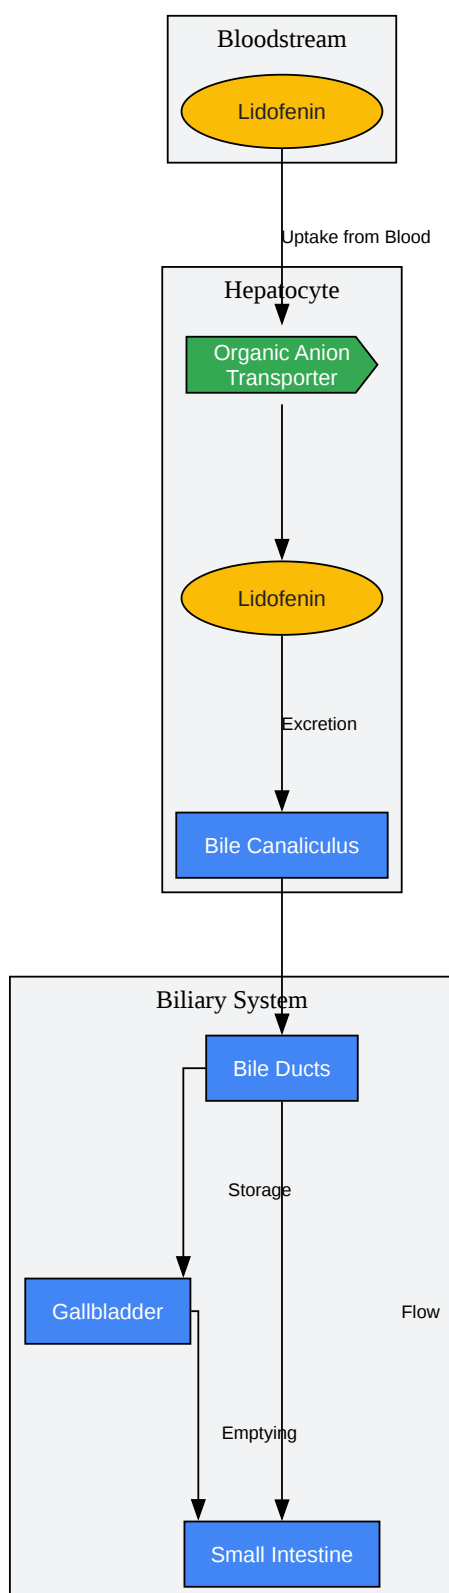 Bloodstream
Lidofenin
Uptake from Blood
Hepatocyte
Organic Anion
Transporter
Lidofenin
Excretion
Bile Canaliculus
Biliary System
Bile Ducts
Storage
Gallbladder
Flow
Emptying
Small Intestine